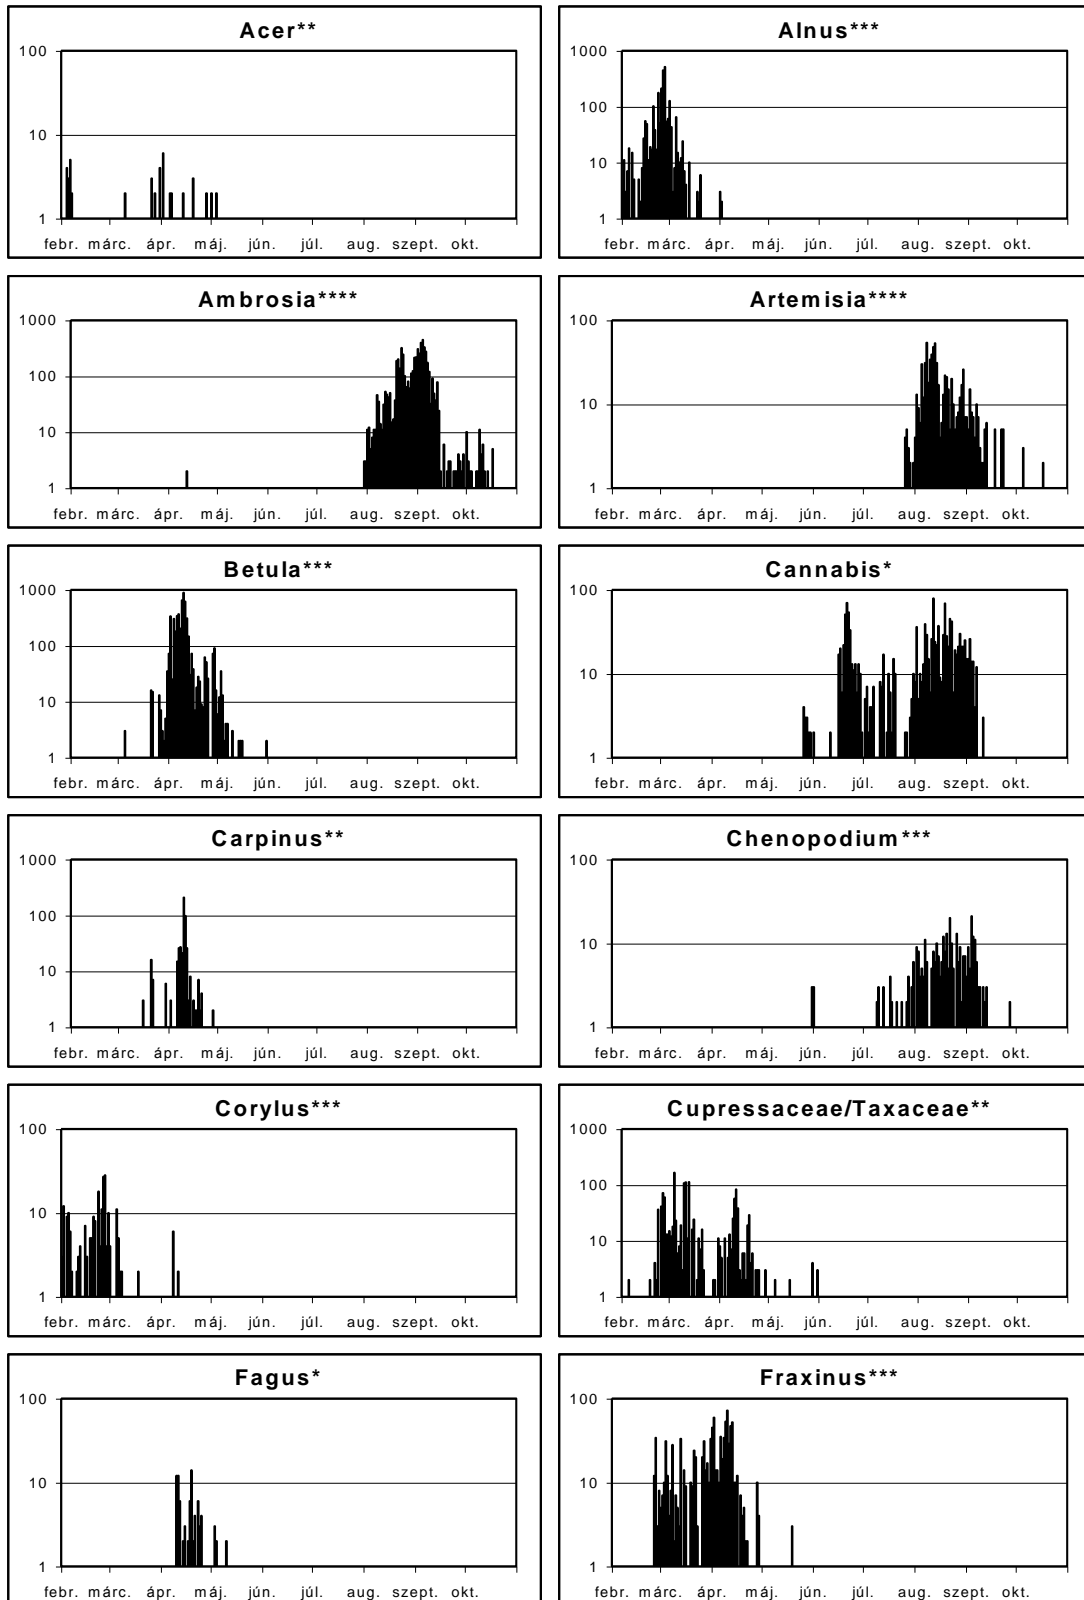 Acer**
100
10
1
febr. márc. ápr. máj. jún. júl. aug. szept. okt.
Alnus***
1000
100
10
1
febr. márc. ápr. máj. jún. júl. aug. szept. okt.
Ambrosia****
1000
100
10
1
febr. márc. ápr. máj. jún. júl. aug. szept. okt.
Artemisia****
100
10
1
febr. márc. ápr. máj. jún. júl. aug. szept. okt.
Betula***
1000
100
10
1
febr. márc. ápr. máj. jún. júl. aug. szept. okt.
Cannabis*
100
10
1
febr. márc. ápr. máj. jún. júl. aug. szept. okt.
Carpinus**
1000
100
10
1
febr. márc. ápr. máj. jún. júl. aug. szept. okt.
Chenopodium***
100
10
1
febr. márc. ápr. máj. jún. júl. aug. szept. okt.
Corylus***
100
10
1
febr. márc. ápr. máj. jún. júl. aug. szept. okt.
Cupressaceae/Taxaceae**
1000
100
10
1
febr. márc. ápr. máj. jún. júl. aug. szept. okt.
Fagus*
100
10
1
febr. márc. ápr. máj. jún. júl. aug. szept. okt.
Fraxinus***
100
10
1
febr. márc. ápr. máj. jún. júl. aug. szept. okt.